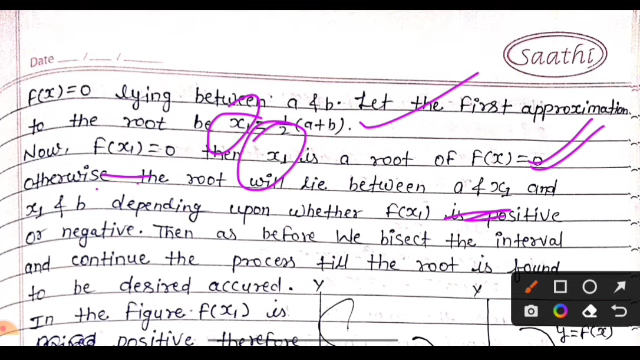 Saathi
Date __/__/__
F(x)=0 lying between a & b. Let the First approximation
to the root be x₁ = ½ (a+b).
Now, F(x₁)=0 then x₁ is a root of F(x)=0
otherwise the root will lie between a & x₁ and
x₁ & b depending upon whether f(x₁) is positive
or negative. Then as before We bisect the interval
and continue the process till the root is found
to be desired accured.
Y Y
In the Figure f(x₁) is
positive therefore
y=f(x)